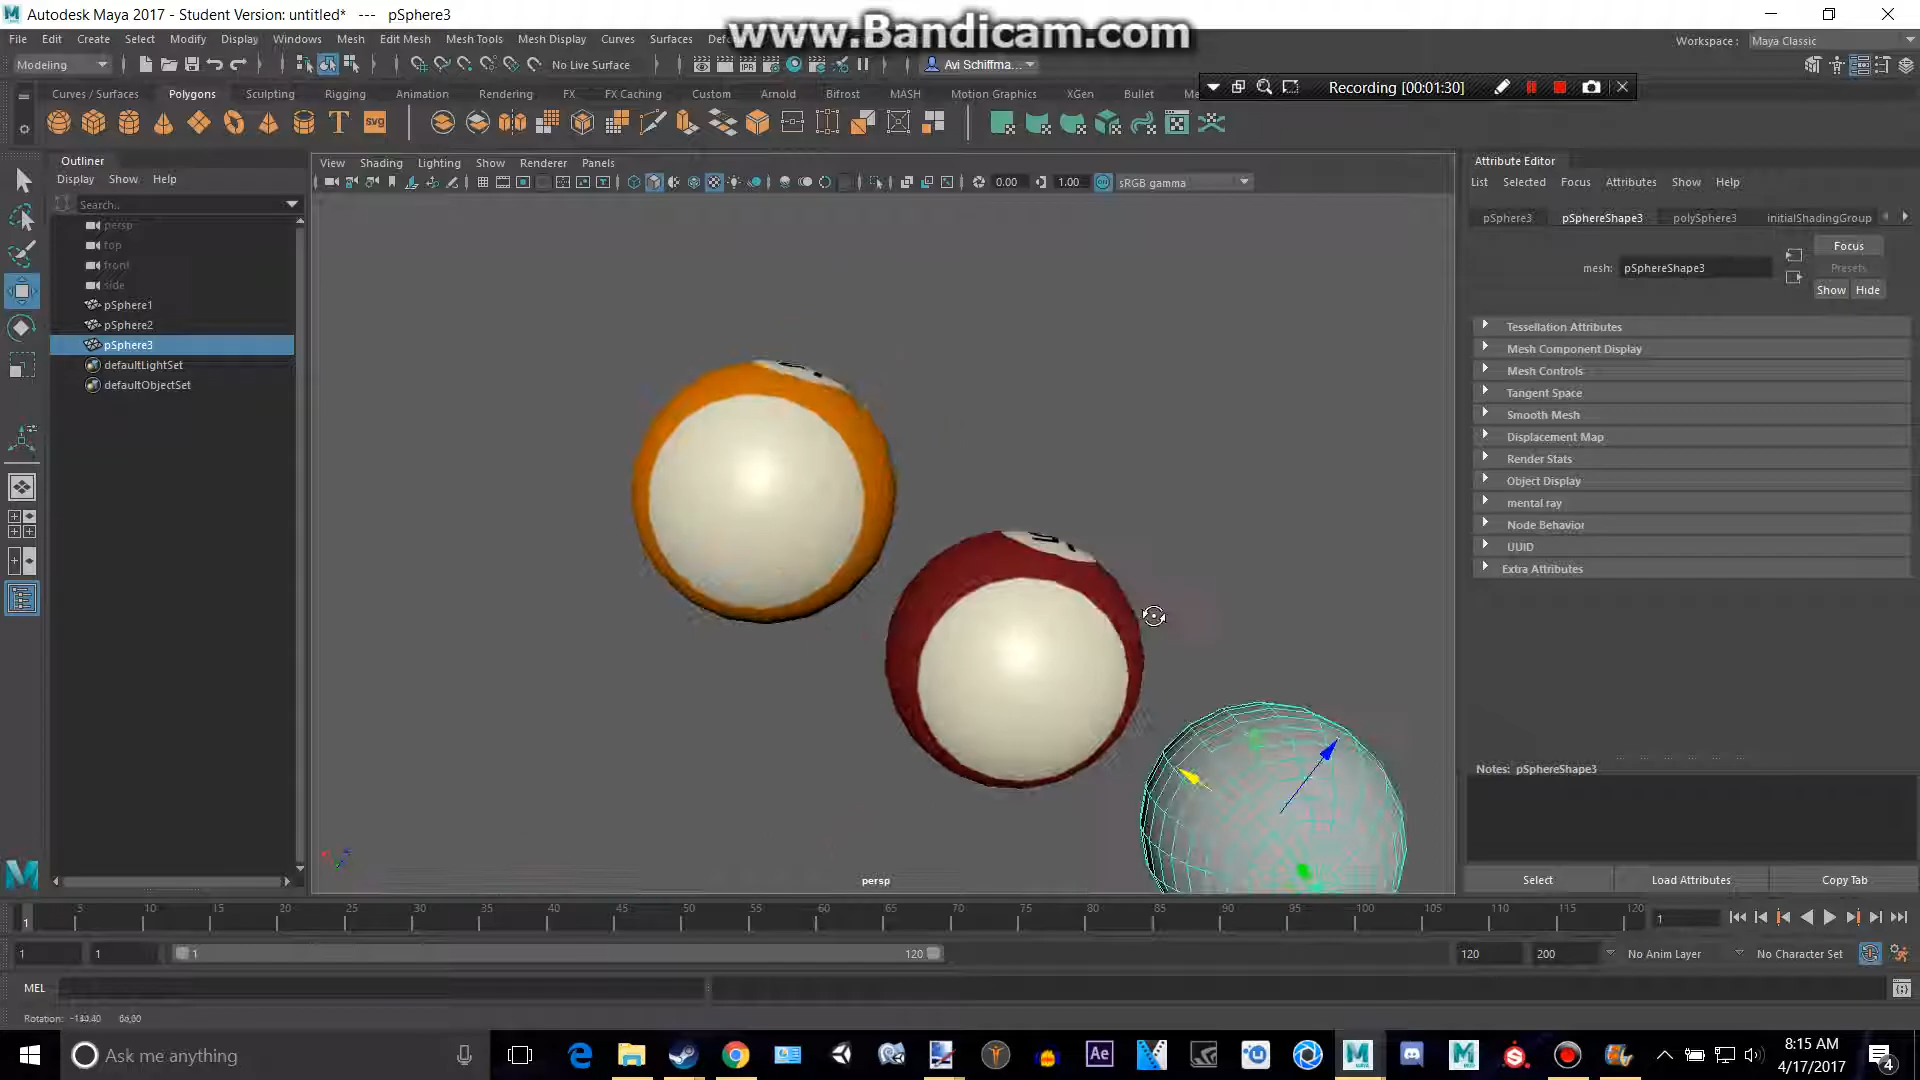 Autodesk Maya 2017 - Student Version: untitled* --- pSphere3
www.Bandicam.com
File Edit Create Select Modify Display Windows Mesh Edit Mesh Mesh Tools Mesh Display Curves Surfaces
Workspace: Maya Classic
Modeling
No Live Surface
Avi Schiffma...
Recording [00:01:30]
Curves / Surfaces Polygons Sculpting Rigging Animation Rendering FX FX Caching Custom Arnold Bifrost MASH Motion Graphics XGen Bullet
IPR
T
svg
Outliner
Display Show Help
Search..
persp
top
front
side
pSphere1
pSphere2
pSphere3
defaultLightSet
defaultObjectSet
View Shading Lighting Show Renderer Panels
0.00 1.00 sRGB gamma
persp
Attribute Editor
List Selected Focus Attributes Show Help
pSphere3 pSphereShape3 polySphere3 initialShadingGroup
Focus
mesh: pSphereShape3
Presets
Show Hide
Tessellation Attributes
Mesh Component Display
Mesh Controls
Tangent Space
Smooth Mesh
Displacement Map
Render Stats
Object Display
mental ray
Node Behavior
UUID
Extra Attributes
Notes: pSphereShape3
Select Load Attributes Copy Tab
1 5 10 15 20 25 30 35 40 45 50 55 60 65 70 75 80 85 90 95 100 105 110 115 120
1
1 1 1 120 120 200 No Anim Layer No Character Set
MEL
Rotation:
Ask me anything
Ae
8:15 AM
4/17/2017
4